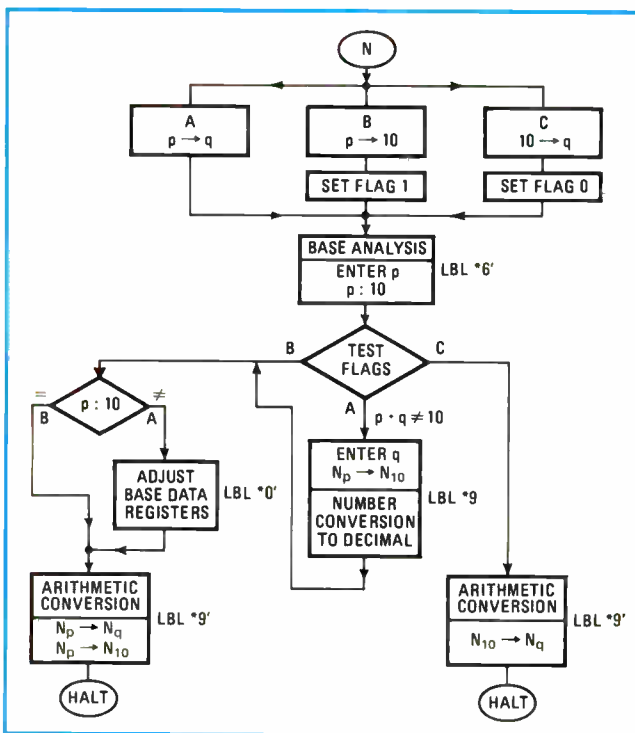 N
A
p → q
B
p → 10
C
10 → q
SET FLAG 1
SET FLAG 0
BASE ANALYSIS
ENTER p
p : 10
LBL *6'
TEST
FLAGS
B
C
A
p · q ≠ 10
p : 10
=
≠
B
A
ADJUST
BASE DATA
REGISTERS
LBL *0'
ENTER q
Np → N10
NUMBER
CONVERSION
TO DECIMAL
LBL *9
ARITHMETIC
CONVERSION
Np → Nq
Np → N10
LBL *9'
HALT
ARITHMETIC
CONVERSION
N10 → Nq
LBL *9'
HALT